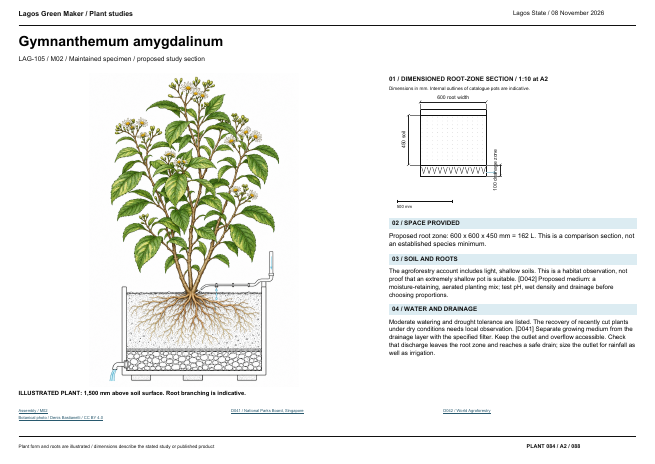 Lagos Green Maker / Plant studies
Lagos State / 08 November 2026
Gymnanthemum amygdalinum
LAG-105 / M02 / Maintained specimen / proposed study section
01 / DIMENSIONED ROOT-ZONE SECTION / 1:10 at A2
Dimensions in mm. Internal outlines of catalogue pots are indicative.
600 root width
450 soil
100 drainage zone
500 mm
02 / SPACE PROVIDED
Proposed root zone: 600 x 600 x 450 mm = 162 L. This is a comparison section, not
an established species minimum.
03 / SOIL AND ROOTS
The agroforestry account includes light, shallow soils. This is a habitat observation, not
proof that an extremely shallow pot is suitable. [D042] Proposed medium: a
moisture-retaining, aerated planting mix; test pH, wet density and drainage before
choosing proportions.
04 / WATER AND DRAINAGE
Moderate watering and drought tolerance are listed. The recovery of recently cut plants
under dry conditions needs local observation. [D041] Separate growing medium from the
drainage layer with the specified filter. Keep the outlet and overflow accessible. Check
that discharge leaves the root zone and reaches a safe drain; size the outlet for rainfall as
well as irrigation.
ILLUSTRATED PLANT: 1,500 mm above soil surface. Root branching is indicative.
Assembly / M02
D041 / National Parks Board, Singapore
D042 / World Agroforestry
Botanical photo / Denis Bastianelli / CC BY 4.0
Plant form and roots are illustrated / dimensions describe the stated study or published product
PLANT 084 / A2 / 088